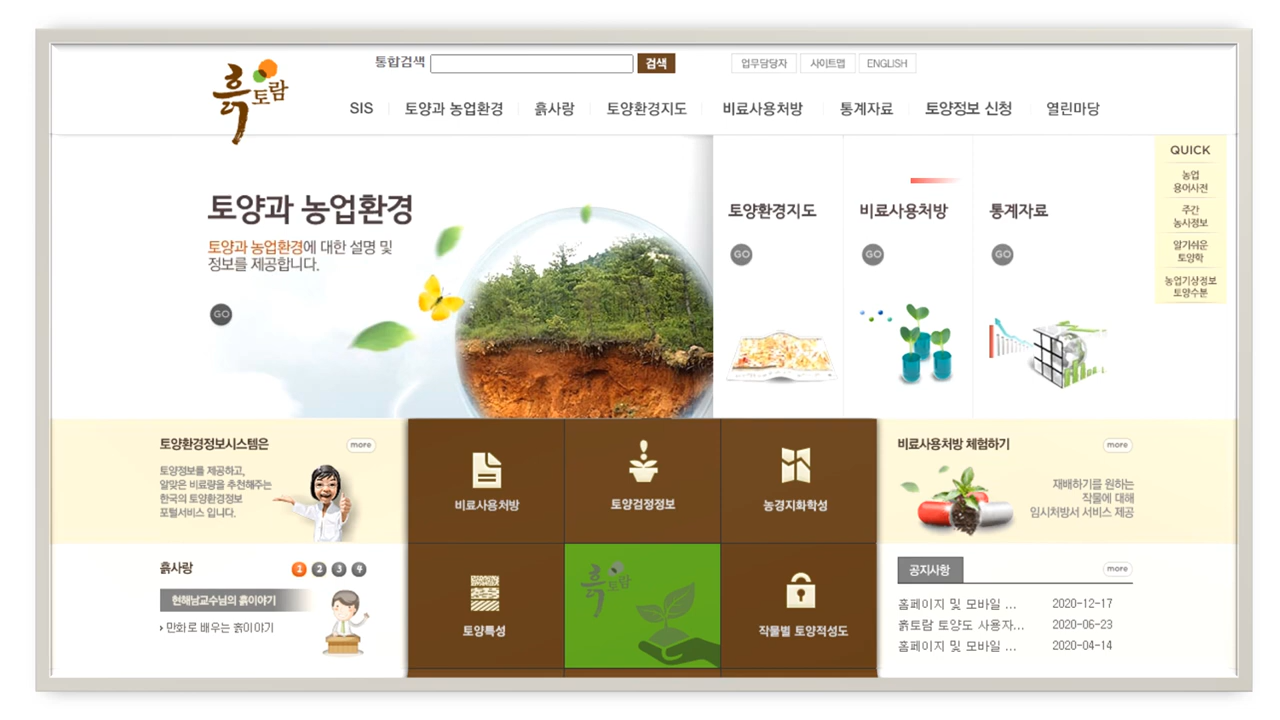 흙토람
통합검색 검색 업무담당자 사이트맵 ENGLISH
SIS 토양과 농업환경 흙사랑 토양환경지도 비료사용처방 통계자료 토양정보 신청 열린마당
토양과 농업환경
토양과 농업환경에 대한 설명 및
정보를 제공합니다.
GO
토양환경지도
GO
비료사용처방
GO
통계자료
GO
QUICK
농업
용어사전
주간
농사정보
알기쉬운
토양학
농업기상정보
토양수분
토양환경정보시스템은 more
토양정보를 제공하고,
알맞은 비료량을 추천해주는
한국의 토양환경정보
포털서비스 입니다.
비료사용처방
토양검정정보
농경지화학성
비료사용처방 체험하기 more
재배하기를 원하는
작물에 대해
임시처방서 서비스 제공
흙사랑 1 2 3 4
현해남교수님의 흙이야기
만화로 배우는 흙이야기
토양특성
흙토람
작물별 토양적성도
공지사항 more
홈페이지 및 모바일 ... 2020-12-17
흙토람 토양도 사용자... 2020-06-23
홈페이지 및 모바일 ... 2020-04-14